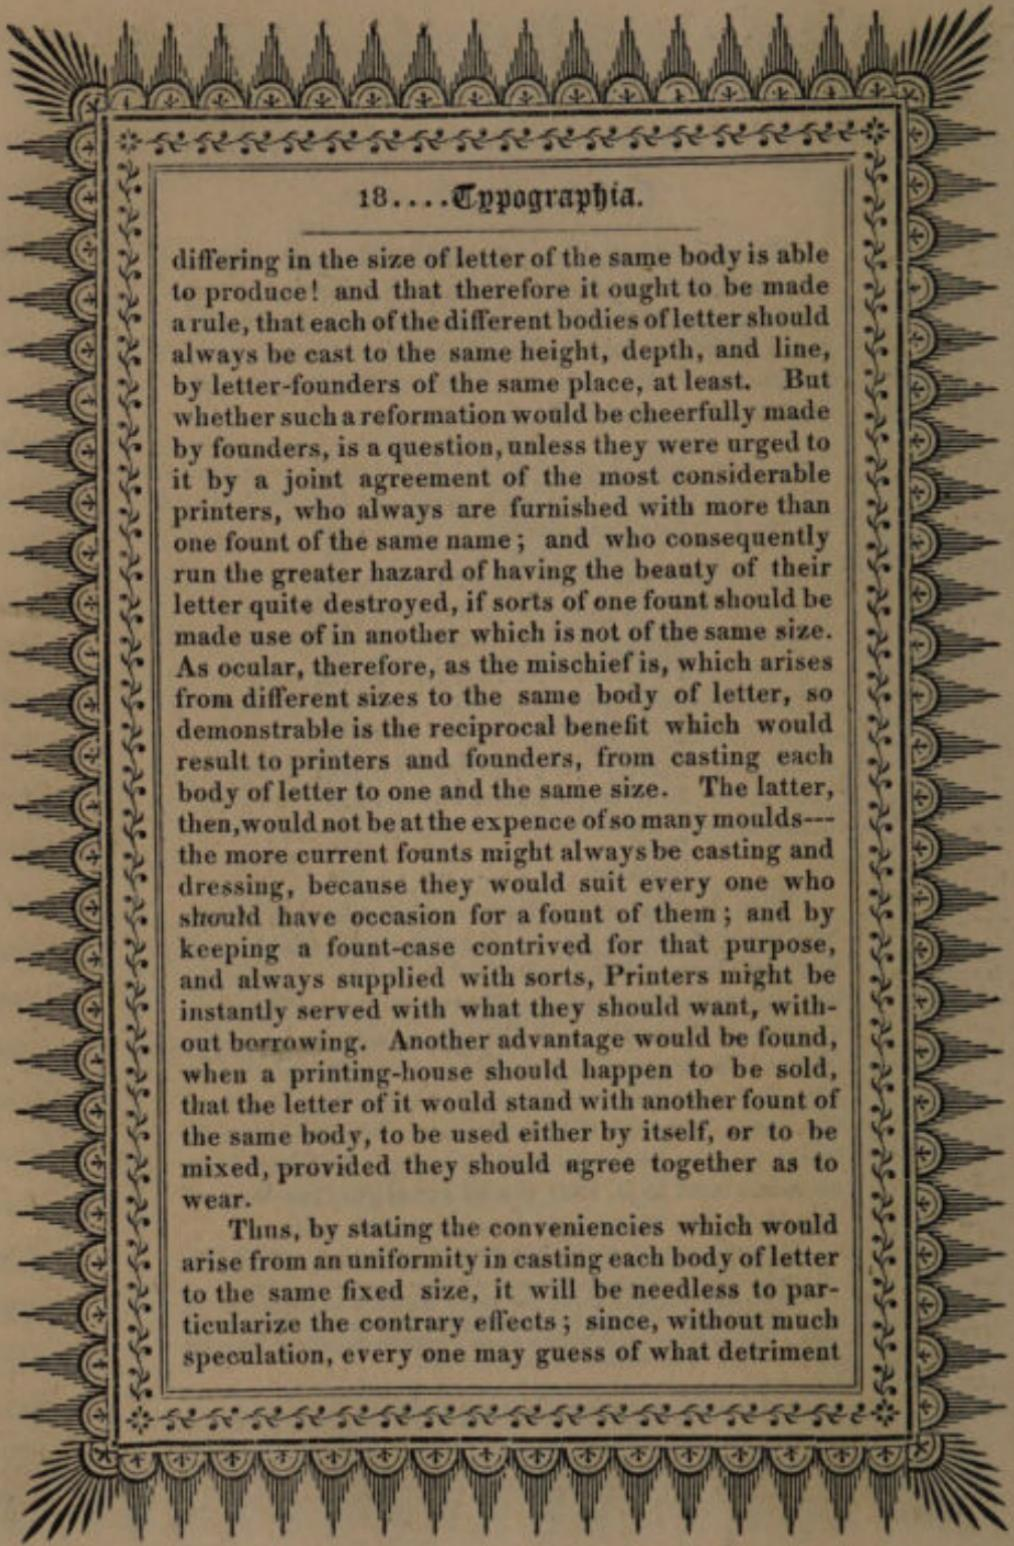 18....Typographia.
differing in the size of letter of the same body is able
to produce! and that therefore it ought to be made
a rule, that each of the different bodies of letter should
always be cast to the same height, depth, and line,
by letter-founders of the same place, at least. But
whether such a reformation would be cheerfully made
by founders, is a question, unless they were urged to
it by a joint agreement of the most considerable
printers, who always are furnished with more than
one fount of the same name; and who consequently
run the greater hazard of having the beauty of their
letter quite destroyed, if sorts of one fount should be
made use of in another which is not of the same size.
As ocular, therefore, as the mischief is, which arises
from different sizes to the same body of letter, so
demonstrable is the reciprocal benefit which would
result to printers and founders, from casting each
body of letter to one and the same size. The latter,
then, would not be at the expence of so many moulds---
the more current founts might always be casting and
dressing, because they would suit every one who
should have occasion for a fount of them; and by
keeping a fount-case contrived for that purpose,
and always supplied with sorts, Printers might be
instantly served with what they should want, with-
out borrowing. Another advantage would be found,
when a printing-house should happen to be sold,
that the letter of it would stand with another fount of
the same body, to be used either by itself, or to be
mixed, provided they should agree together as to
wear.
Thus, by stating the conveniencies which would
arise from an uniformity in casting each body of letter
to the same fixed size, it will be needless to par-
ticularize the contrary effects; since, without much
speculation, every one may guess of what detriment